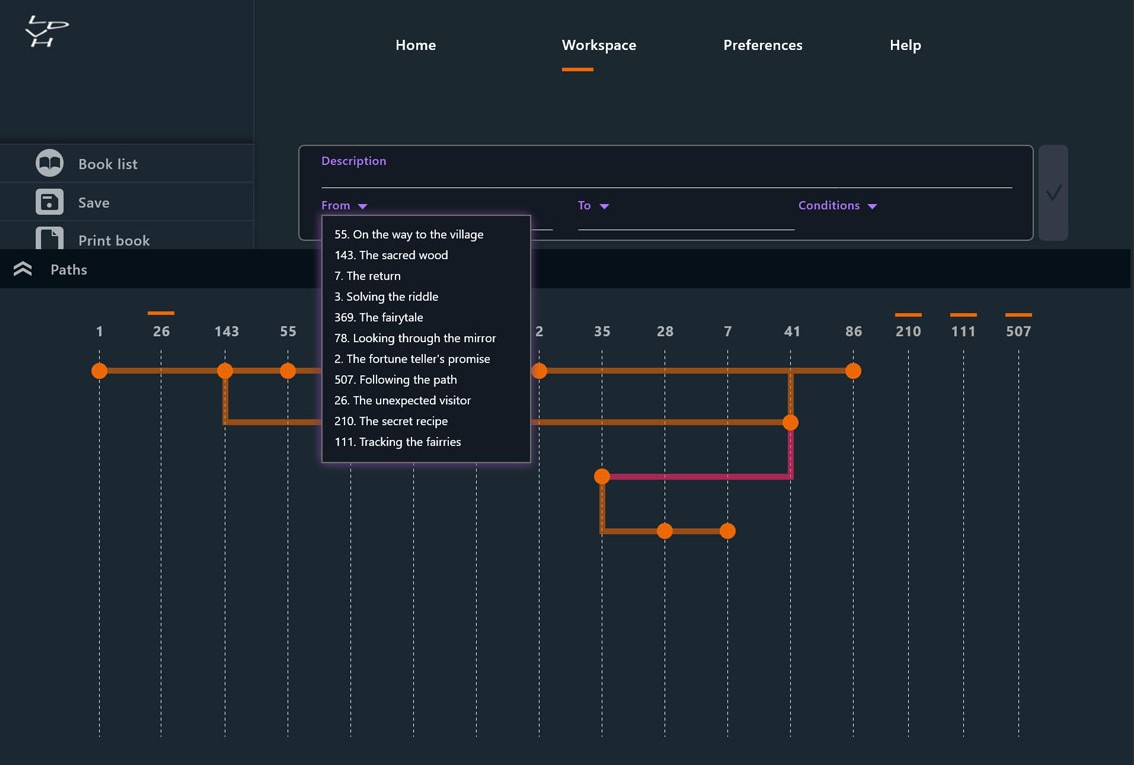 LDVH
Home Workspace Preferences Help
Book list
Save
Print book
Description
From To Conditions
55. On the way to the village
143. The sacred wood
7. The return
3. Solving the riddle
369. The fairytale
78. Looking through the mirror
2. The fortune teller's promise
507. Following the path
26. The unexpected visitor
210. The secret recipe
111. Tracking the fairries
Paths
1 26 143 55 2 35 28 7 41 86 210 111 507